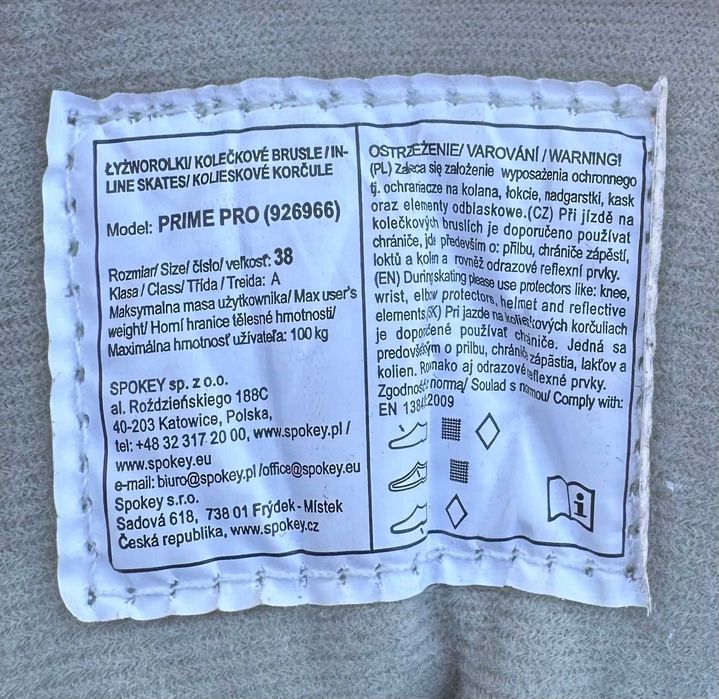 ŁYŻWOROLKI/ KOLEČKOVÉ BRUSLE / IN-
LINE SKATES/ KOLIESKOVÉ KORČULE
Model: PRIME PRO (926966)
Rozmiar/ Size/ číslo/ veľkosť: 38
Klasa / Class/ Třída / Treida: A
Maksymalna masa użytkownika/ Max user's
weight/ Horní hranice tělesné hmotnosti/
Maximálna hmotnosť užívateľa: 100 kg
SPOKEY sp. z o.o.
al. Roździeńskiego 188C
40-203 Katowice, Polska,
tel: +48 32 317 20 00, www.spokey.pl /
www.spokey.eu
e-mail: biuro@spokey.pl /office@spokey.eu
Spokey s.r.o.
Sadová 618, 738 01 Frýdek - Místek
Česká republika, www.spokey.cz
OSTRZEŻENIE/ VAROVÁNÍ / WARNING!
(PL) Zaleca się założenie wyposażenia ochronnego
tj. ochraniacze na kolana, łokcie, nadgarstki, kask
oraz elementy odblaskowe.(CZ) Při jízdě na
kolečkových bruslích je doporučeno používat
chrániče, jde především o: přilbu, chrániče zápěstí,
loktů a kolen a rovněž odrazové reflexní prvky.
(EN) During skating please use protectors like: knee,
wrist, elbow protectors, helmet and reflective
elements.(SK) Pri jazde na kolieskových korčuliach
je doporučené používať chrániče. Jedná sa
predovšetkým o prilbu, chrániče zápästia, lakťov a
kolien. Rovnako aj odrazové reflexné prvky.
Zgodność z normą/ Soulad s normou/ Comply with:
EN 13843:2009